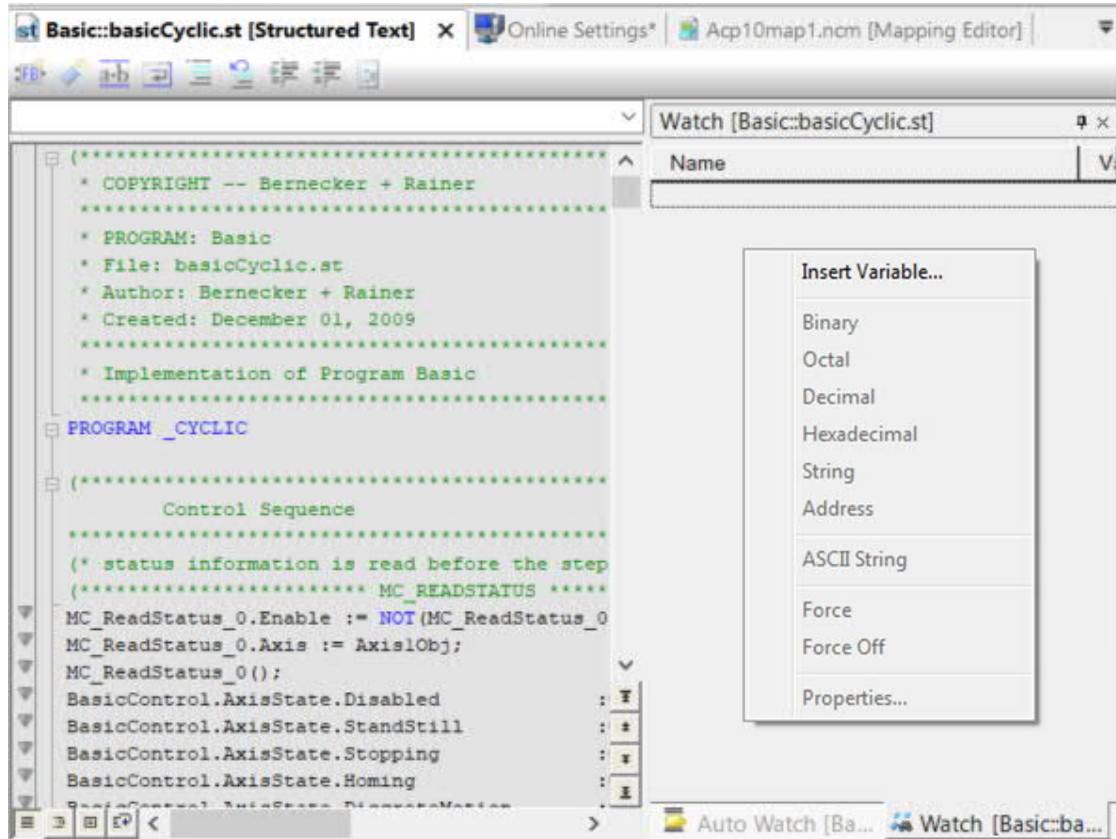 st Basic::basicCyclic.st [Structured Text] X Online Settings* Acp10map1.ncm [Mapping Editor]
Watch [Basic::basicCyclic.st]
Name
(********************************************
* COPYRIGHT -- Bernecker + Rainer
********************************************
* PROGRAM: Basic
* File: basicCyclic.st
* Author: Bernecker + Rainer
* Created: December 01, 2009
********************************************
* Implementation of Program Basic
********************************************
PROGRAM _CYCLIC
(********************************************
Control Sequence
*********************************************
(* status information is read before the step
(************************ MC_READSTATUS *****
MC_ReadStatus_0.Enable := NOT(MC_ReadStatus_0
MC_ReadStatus_0.Axis := Axis1Obj;
MC_ReadStatus_0();
BasicControl.AxisState.Disabled :
BasicControl.AxisState.StandStill :
BasicControl.AxisState.Stopping :
BasicControl.AxisState.Homing :
Insert Variable...
Binary
Octal
Decimal
Hexadecimal
String
Address
ASCII String
Force
Force Off
Properties...
Auto Watch [Ba... Watch [Basic::ba...